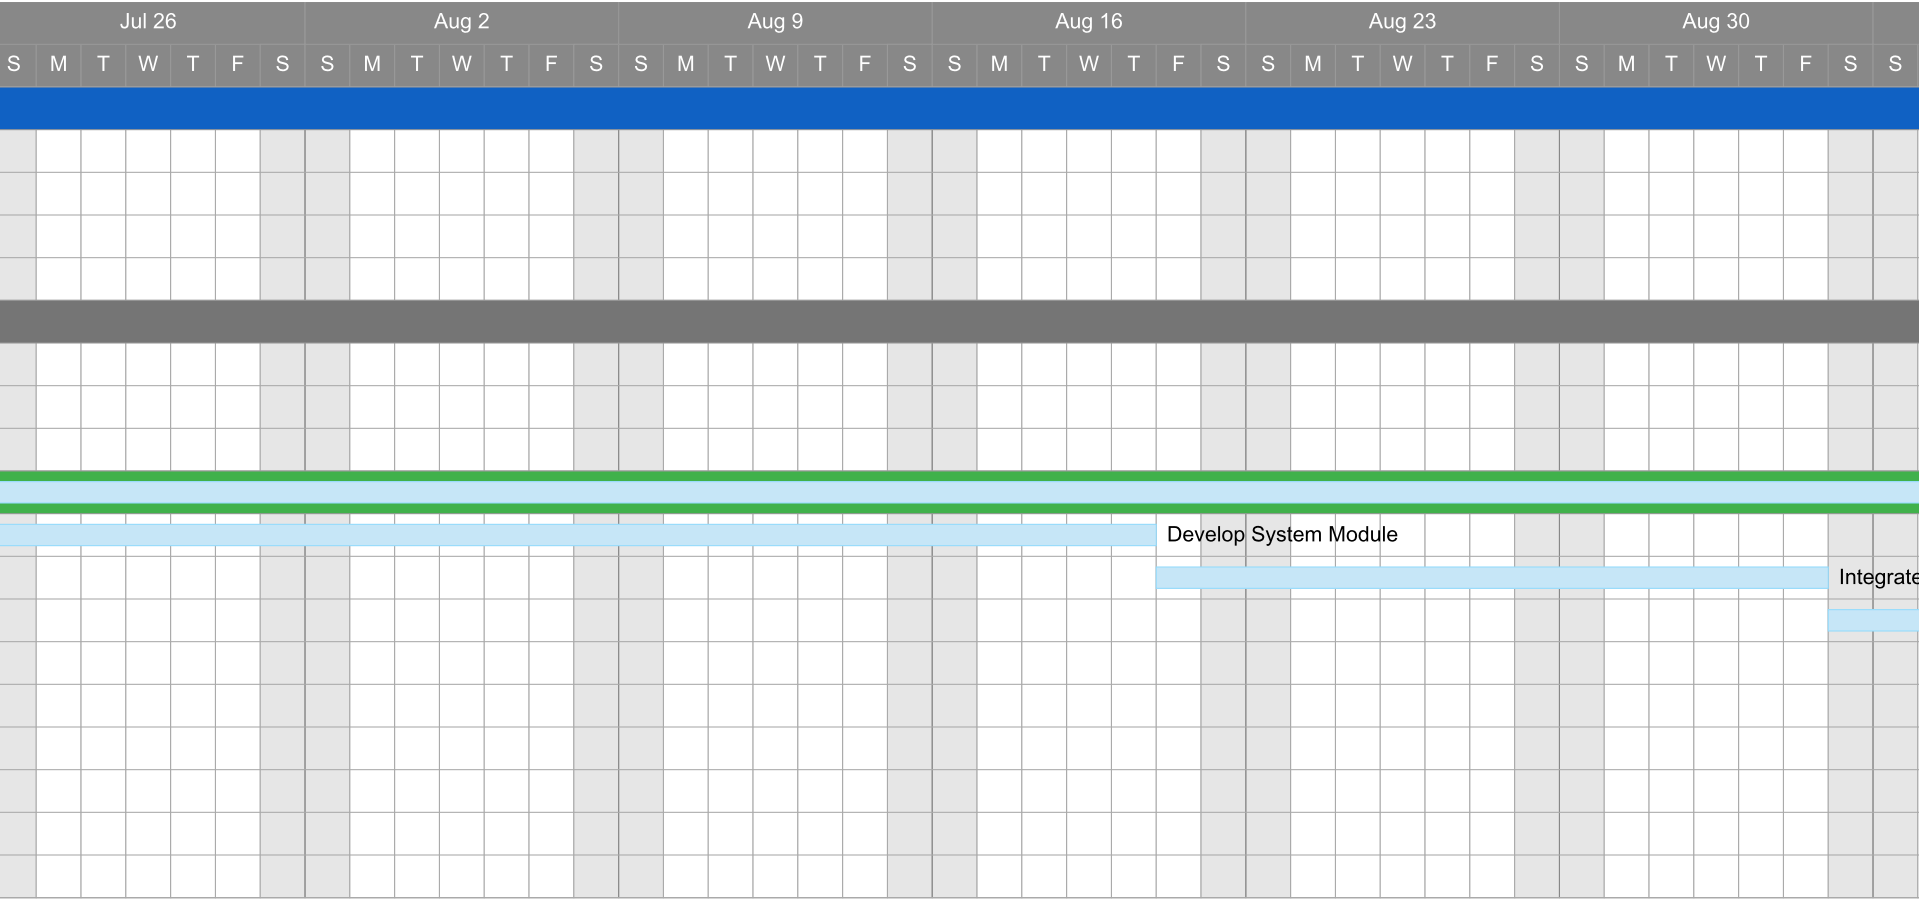 Jul 26 Aug 2 Aug 9 Aug 16 Aug 23 Aug 30
S M T W T F S S M T W T F S S M T W T F S S M T W T F S S M T W T F S S M T W T F S S
Develop System Module
Integrate